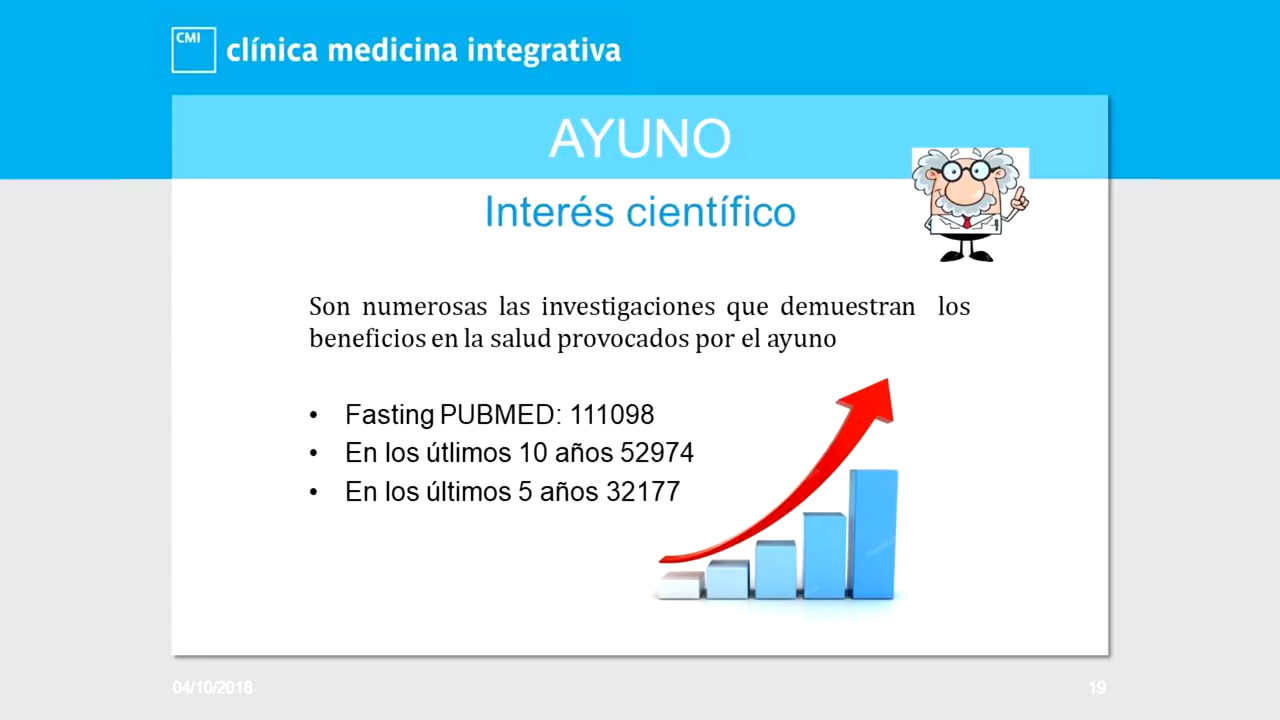 CMI
clínica medicina integrativa
AYUNO
Interés científico
Son numerosas las investigaciones que demuestran los
beneficios en la salud provocados por el ayuno
• Fasting PUBMED: 111098
• En los útlimos 10 años 52974
• En los últimos 5 años 32177
04/10/2018
19